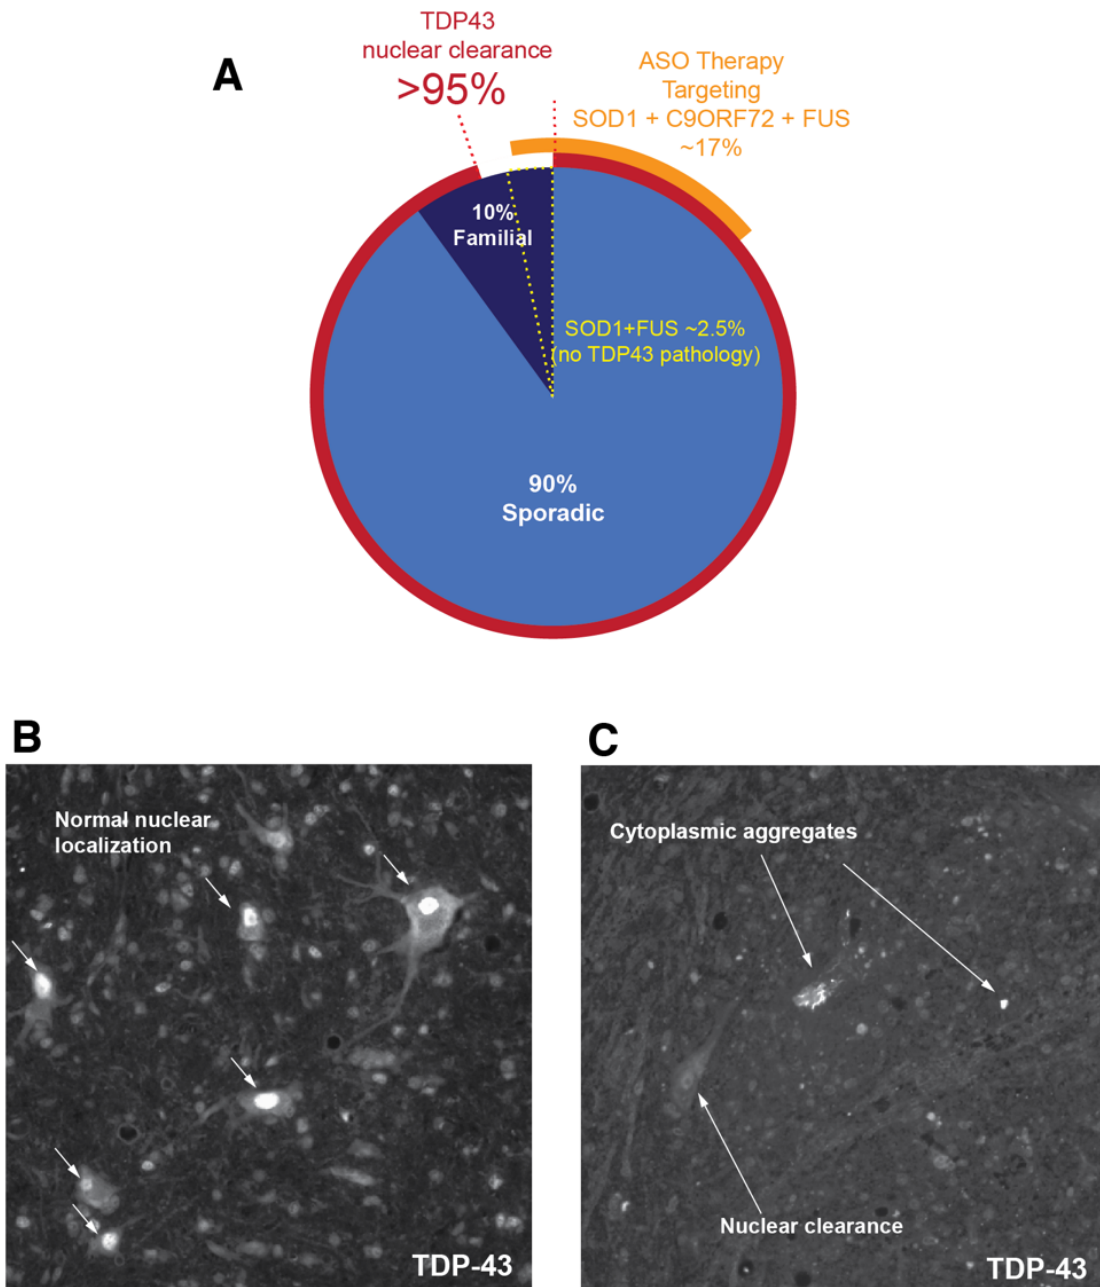 A
TDP43
nuclear clearance
>95%
ASO Therapy
Targeting
SOD1 + C9ORF72 + FUS
~17%
10%
Familial
SOD1+FUS ~2.5%
(no TDP43 pathology)
90%
Sporadic
B
Normal nuclear
localization
TDP-43
C
Cytoplasmic aggregates
Nuclear clearance
TDP-43